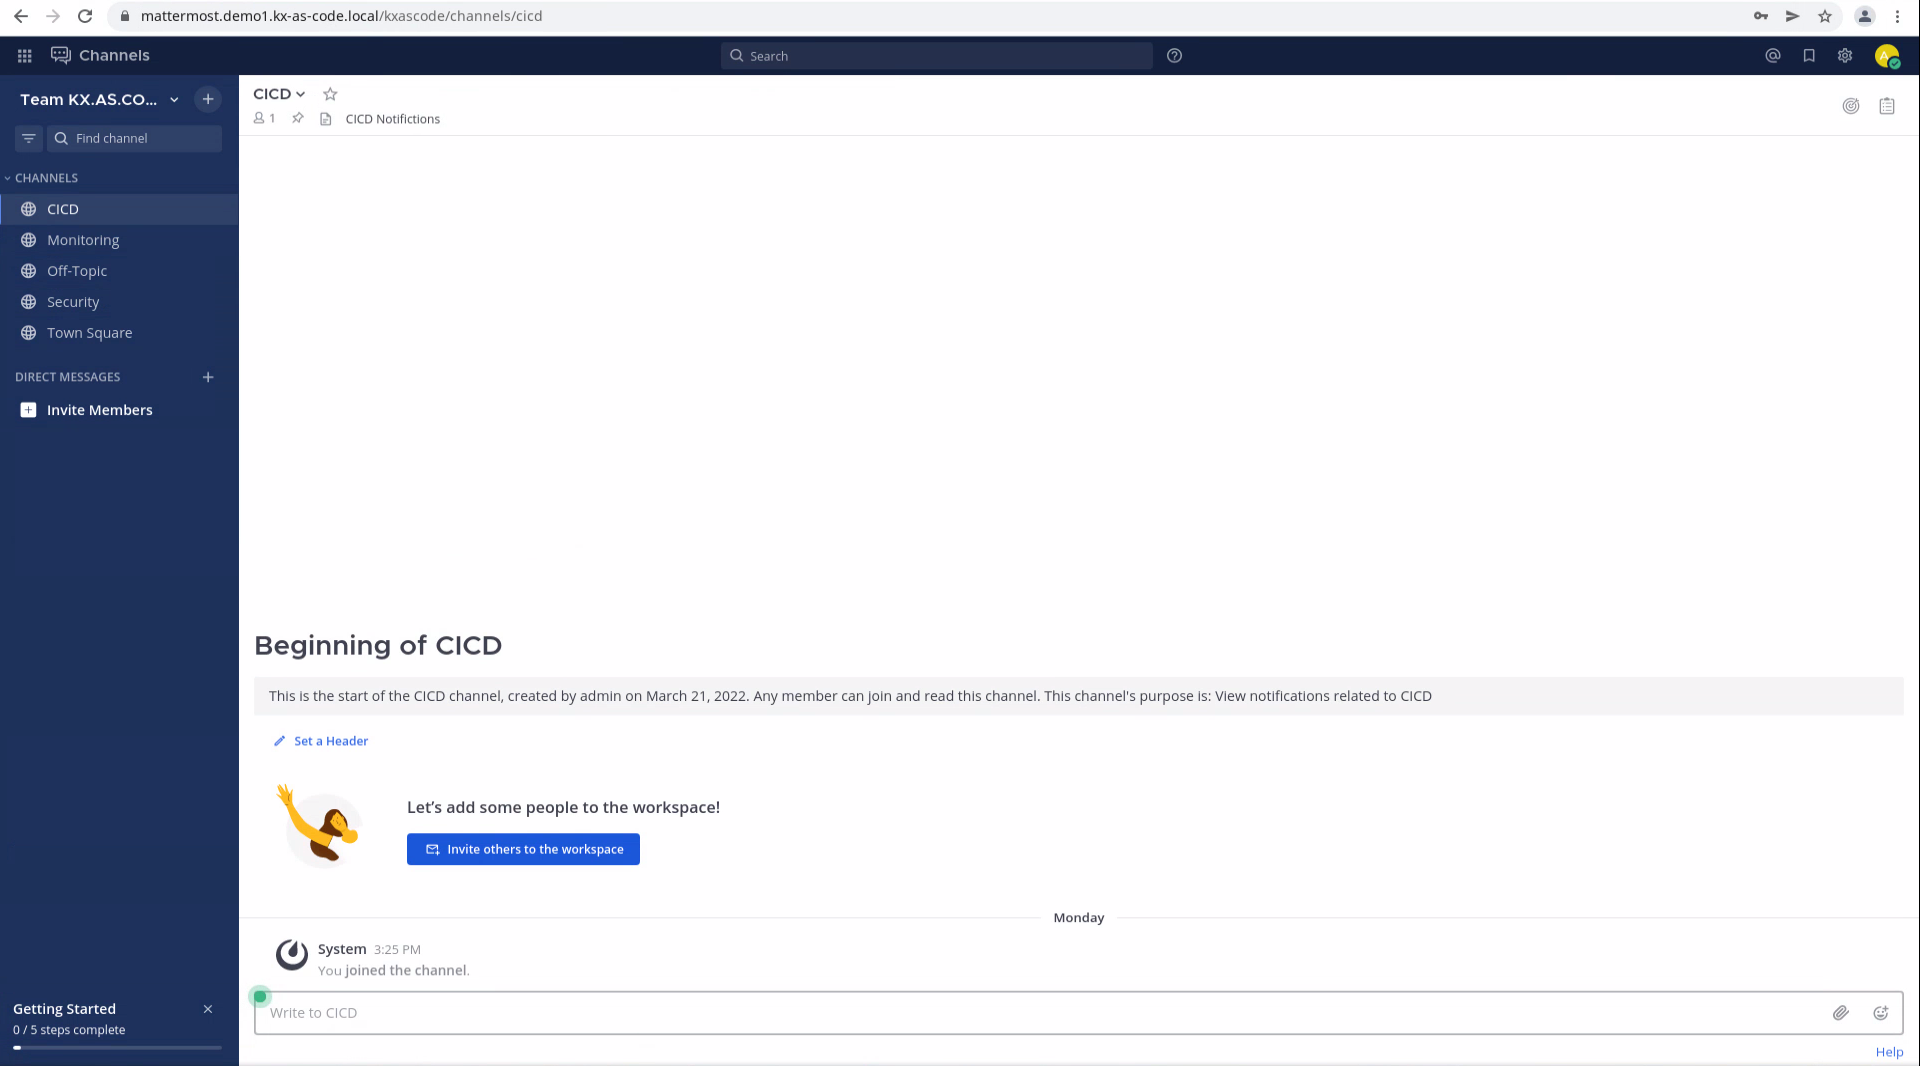 mattermost.demo1.kx-as-code.local/kxascode/channels/cicd
Channels
Search
Team KX.AS.CO...
Find channel
CHANNELS
CICD
Monitoring
Off-Topic
Security
Town Square
DIRECT MESSAGES
Invite Members
Getting Started
0 / 5 steps complete
CICD
1
CICD Notifictions
Beginning of CICD
This is the start of the CICD channel, created by admin on March 21, 2022. Any member can join and read this channel. This channel's purpose is: View notifications related to CICD
Set a Header
Let's add some people to the workspace!
Invite others to the workspace
Monday
System 3:25 PM
You joined the channel.
Write to CICD
Help